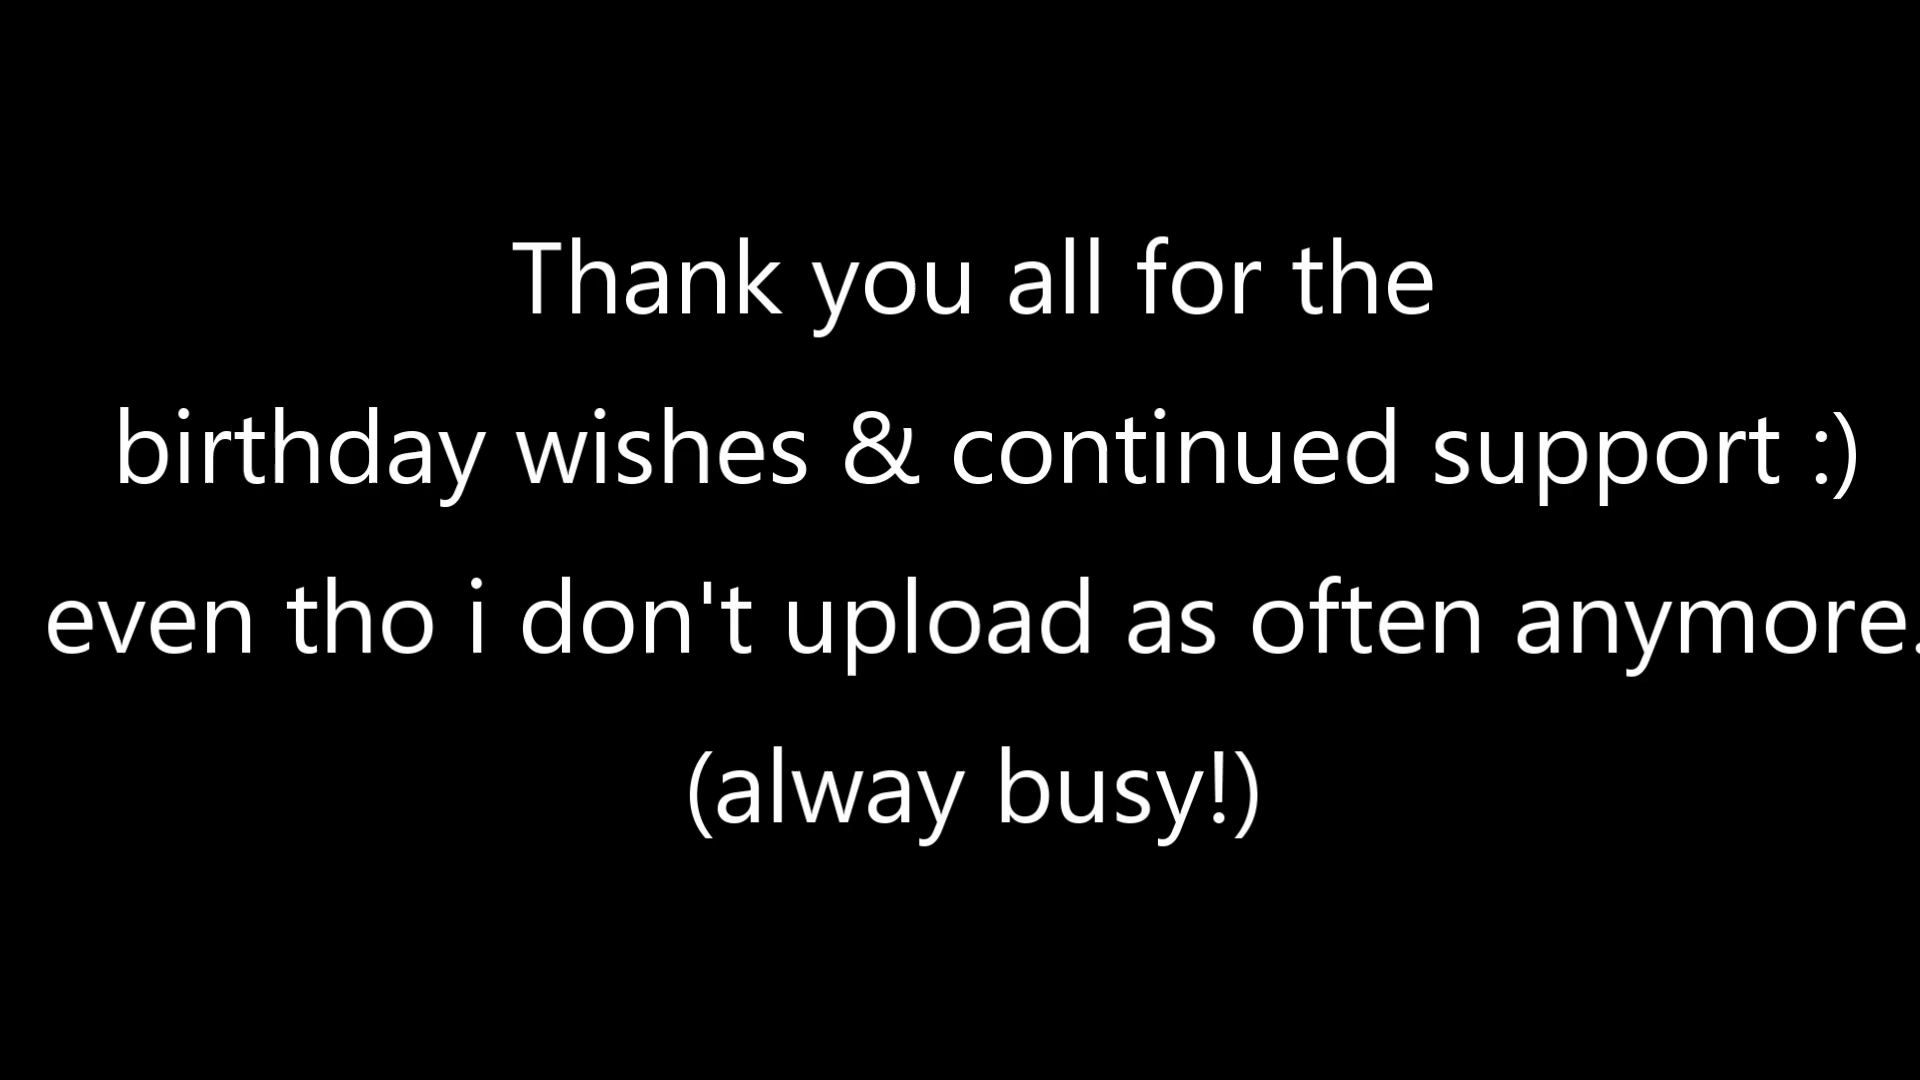 Thank you all for the
birthday wishes & continued support :)
even tho i don't upload as often anymore.
(alway busy!)